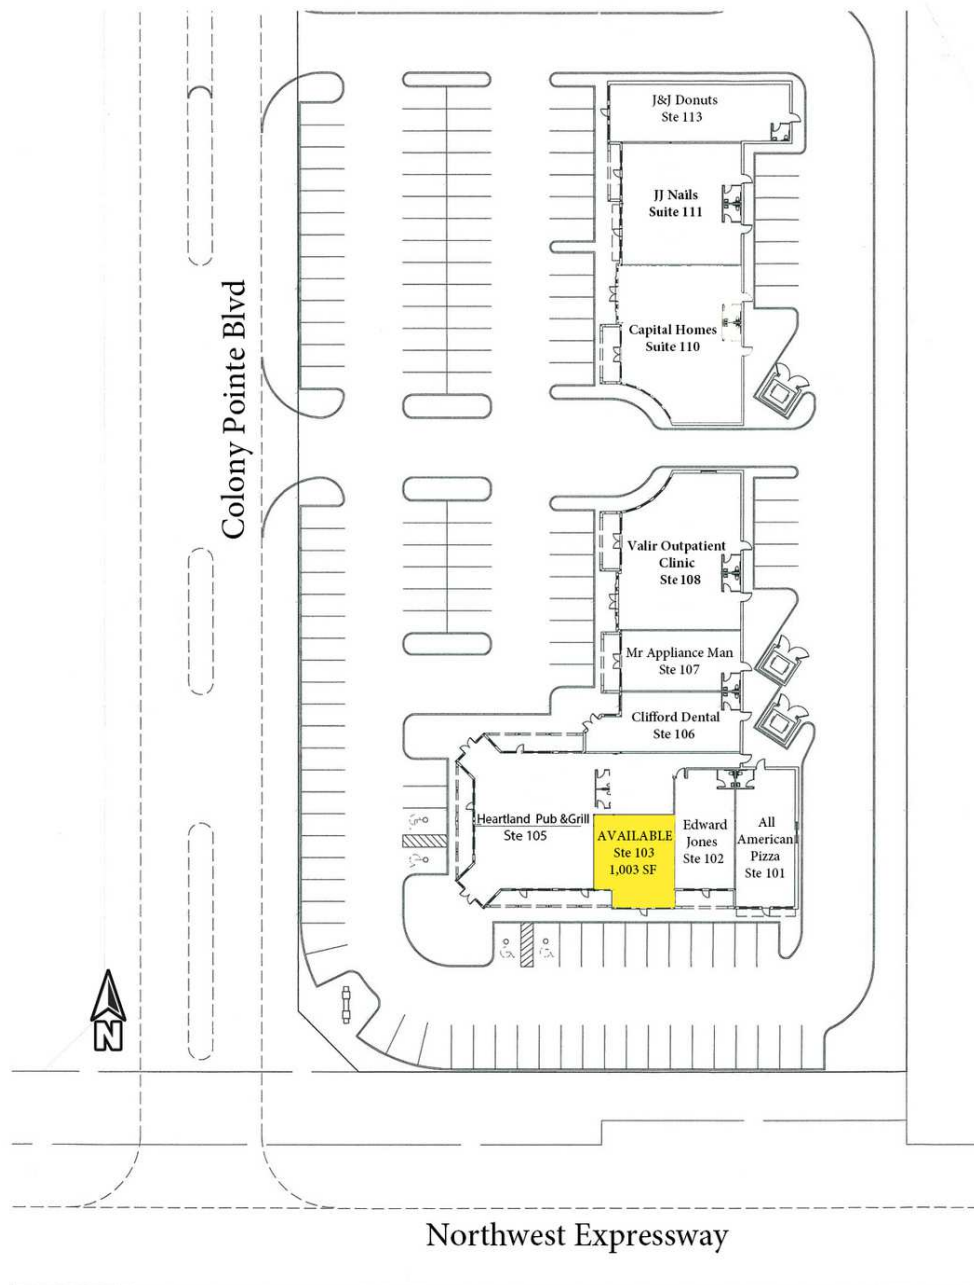 J&J Donuts
Ste 113
JJ Nails
Suite 111
Capital Homes
Suite 110
Colony Pointe Blvd
Valir Outpatient
Clinic
Ste 108
Mr Appliance Man
Ste 107
Clifford Dental
Ste 106
Heartland Pub &Grill
Ste 105
AVAILABLE
Ste 103
1,003 SF
Edward
Jones
Ste 102
All
American
Pizza
Ste 101
N
Northwest Expressway